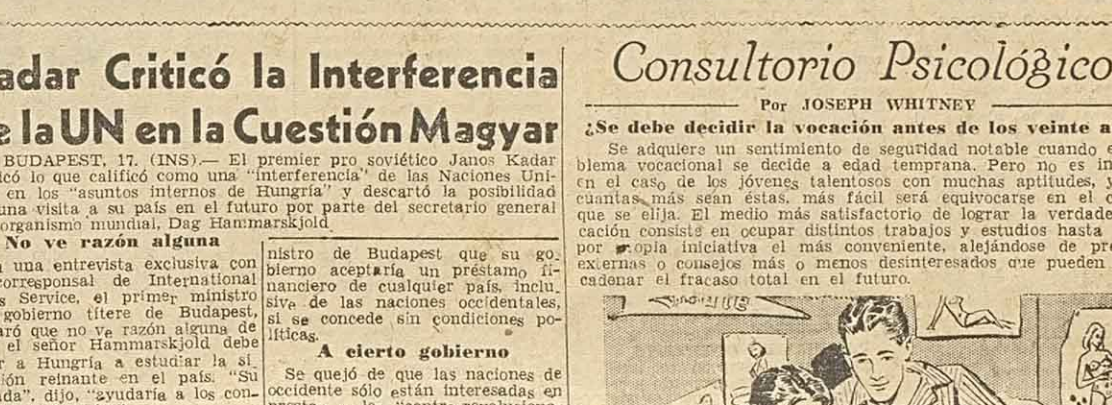 adar Criticó la Interferencia
e la UN en la Cuestión Magyar
BUDAPEST, 17. (INS).— El premier pro soviético Janos Kadar
icó lo que calificó como una "interferencia" de las Naciones Uni-
en los "asuntos internos de Hungría" y descartó la posibilidad
una visita a su país en el futuro por parte del secretario general
organismo mundial, Dag Hammarskjold
No ve razón alguna
una entrevista exclusiva con
corresponsal de International
s Service, el primer ministro
gobierno títere de Budapest,
aró que no ve razón alguna de
el señor Hammarskjold debe
r a Hungría a estudiar la si-
ión reinante en el país. "Su
da", dijo, "ayudaría a los con-
nistro de Budapest que su go-
bierno aceptaría un préstamo fi-
nanciero de cualquier país, inclu-
sive de las naciones occidentales,
si se concede sin condiciones po-
líticas.
A cierto gobierno
Se quejó de que las naciones de
occidente sólo están interesadas en
Consultorio Psicológico
Por JOSEPH WHITNEY
¿Se debe decidir la vocación antes de los veinte a
Se adquiere un sentimiento de seguridad notable cuando e
blema vocacional se decide a edad temprana. Pero no es in
en el caso de los jóvenes talentosos con muchas aptitudes, y
cuantas más sean éstas, más fácil será equivocarse en el c
que se elija. El medio más satisfactorio de lograr la verdade
cación consiste en ocupar distintos trabajos y estudios hasta
por propia iniciativa el más conveniente, alejándose de pre
externas o consejos más o menos desinteresados que pueden
cadenar el fracaso total en el futuro.